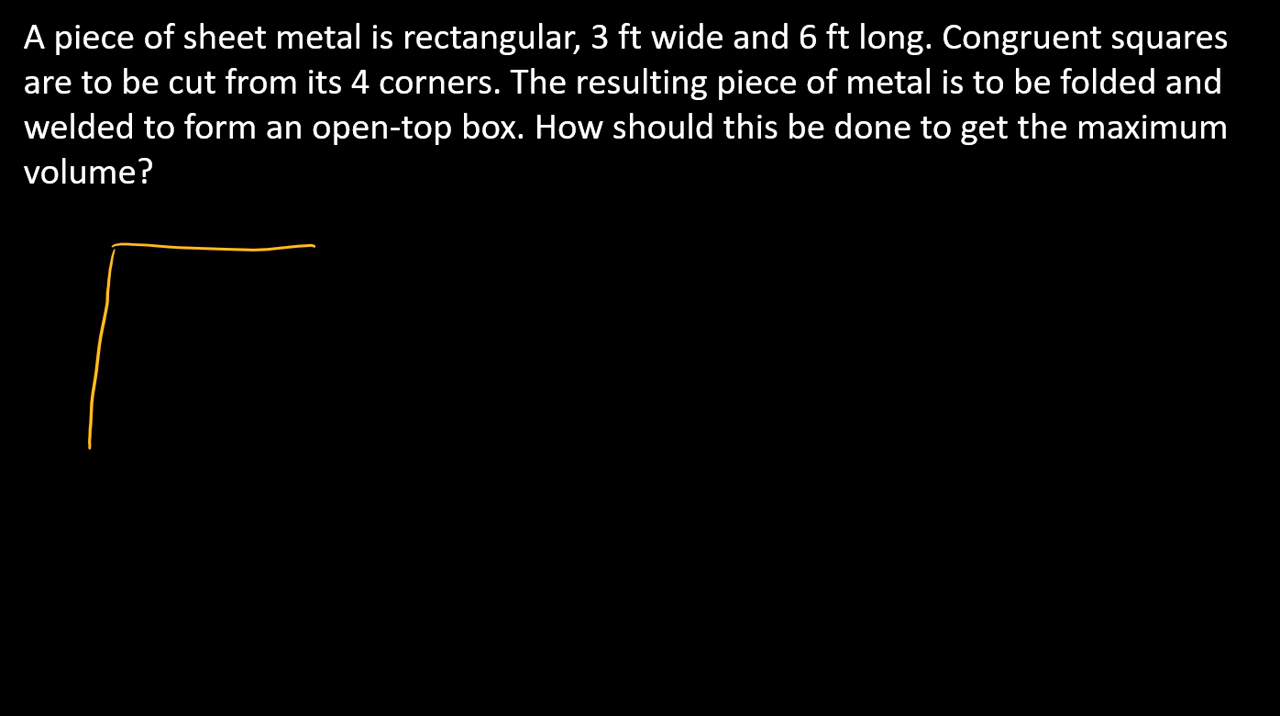 A piece of sheet metal is rectangular, 3 ft wide and 6 ft long. Congruent squares
are to be cut from its 4 corners. The resulting piece of metal is to be folded and
welded to form an open-top box. How should this be done to get the maximum
volume?